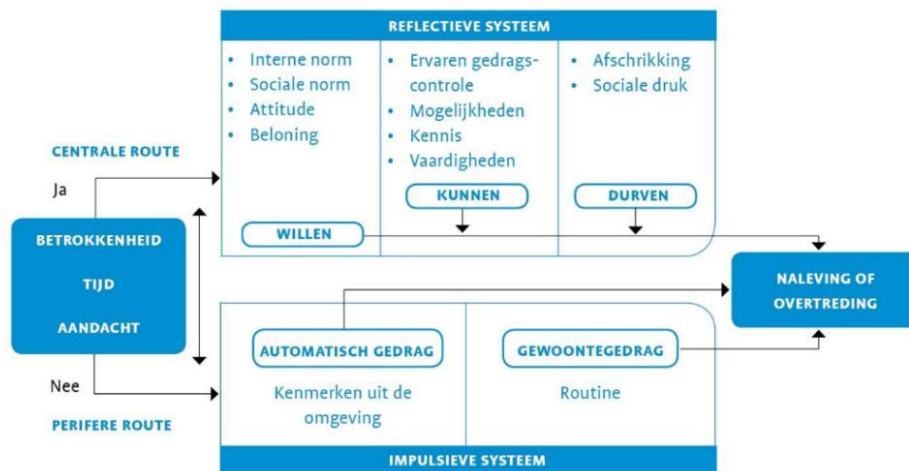 REFLECTIEVE SYSTEEM
• Interne norm
• Sociale norm
• Attitude
• Beloning
• Ervaren gedrags-
controle
• Mogelijkheden
• Kennis
• Vaardigheden
• Afschrikking
• Sociale druk
CENTRALE ROUTE
Ja
WILLEN
KUNNEN
DURVEN
BETROKKENHEID
TIJD
AANDACHT
NALEVING OF
OVERTREDING
Nee
PERIFERE ROUTE
AUTOMATISCH GEDRAG
Kenmerken uit de
omgeving
GEWOONTEGEDRAG
Routine
IMPULSIEVE SYSTEEM